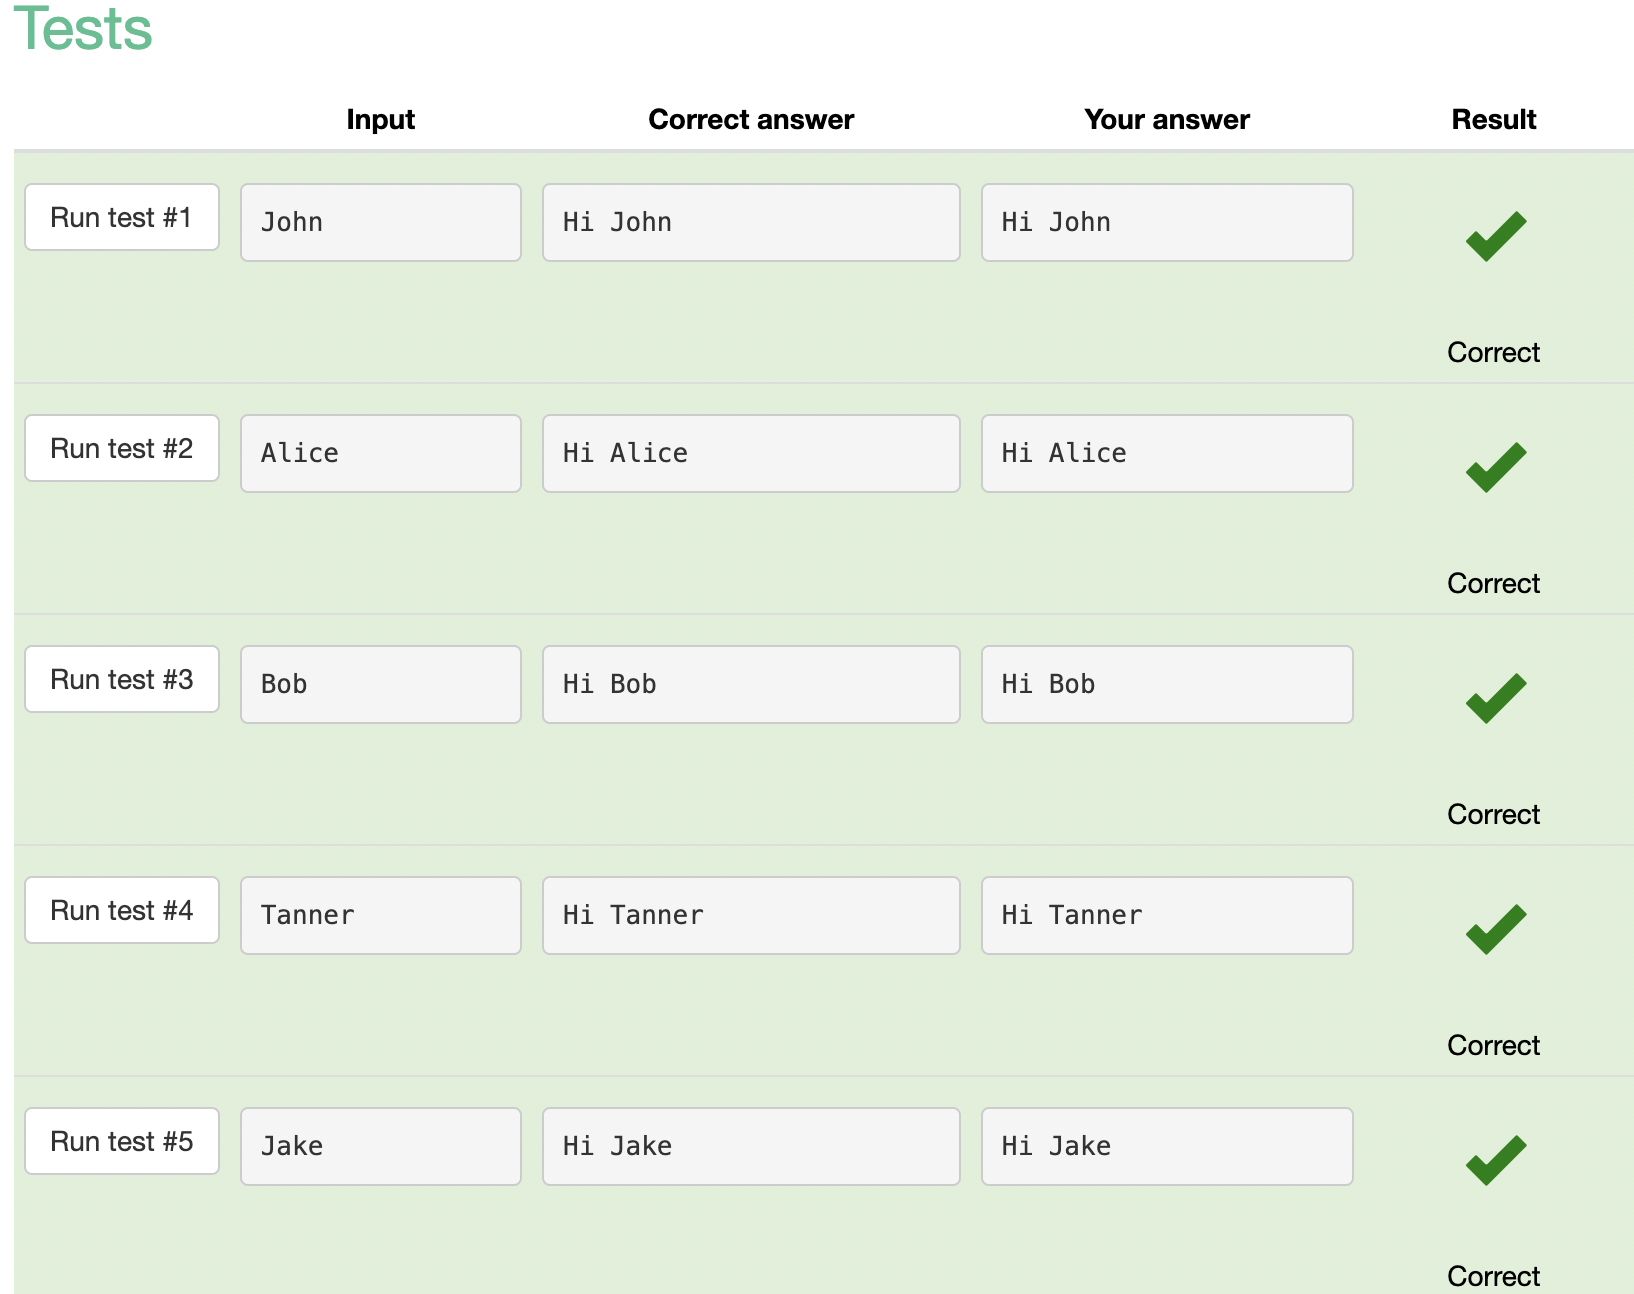 Tests
Input Correct answer Your answer Result
Run test #1 John Hi John Hi John
Correct
Run test #2 Alice Hi Alice Hi Alice
Correct
Run test #3 Bob Hi Bob Hi Bob
Correct
Run test #4 Tanner Hi Tanner Hi Tanner
Correct
Run test #5 Jake Hi Jake Hi Jake
Correct